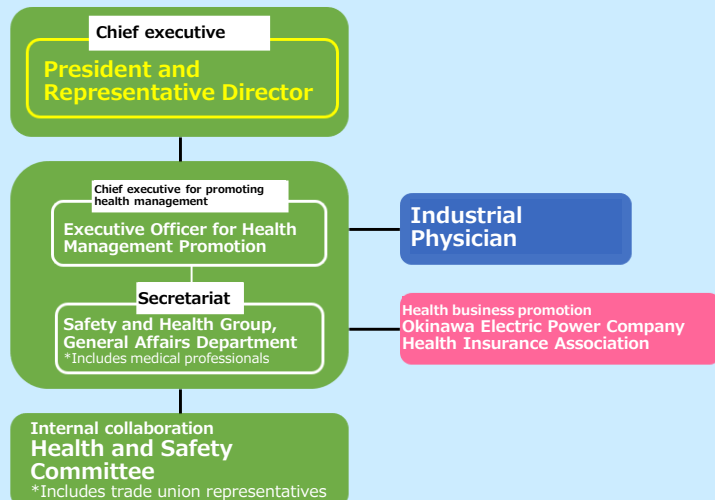 Chief executive
President and
Representative Director
Chief executive for promoting
health management
Executive Officer for Health
Management Promotion
Secretariat
Safety and Health Group,
General Affairs Department
*Includes medical professionals
Industrial
Physician
Health business promotion
Okinawa Electric Power Company
Health Insurance Association
Internal collaboration
Health and Safety
Committee
*Includes trade union representatives